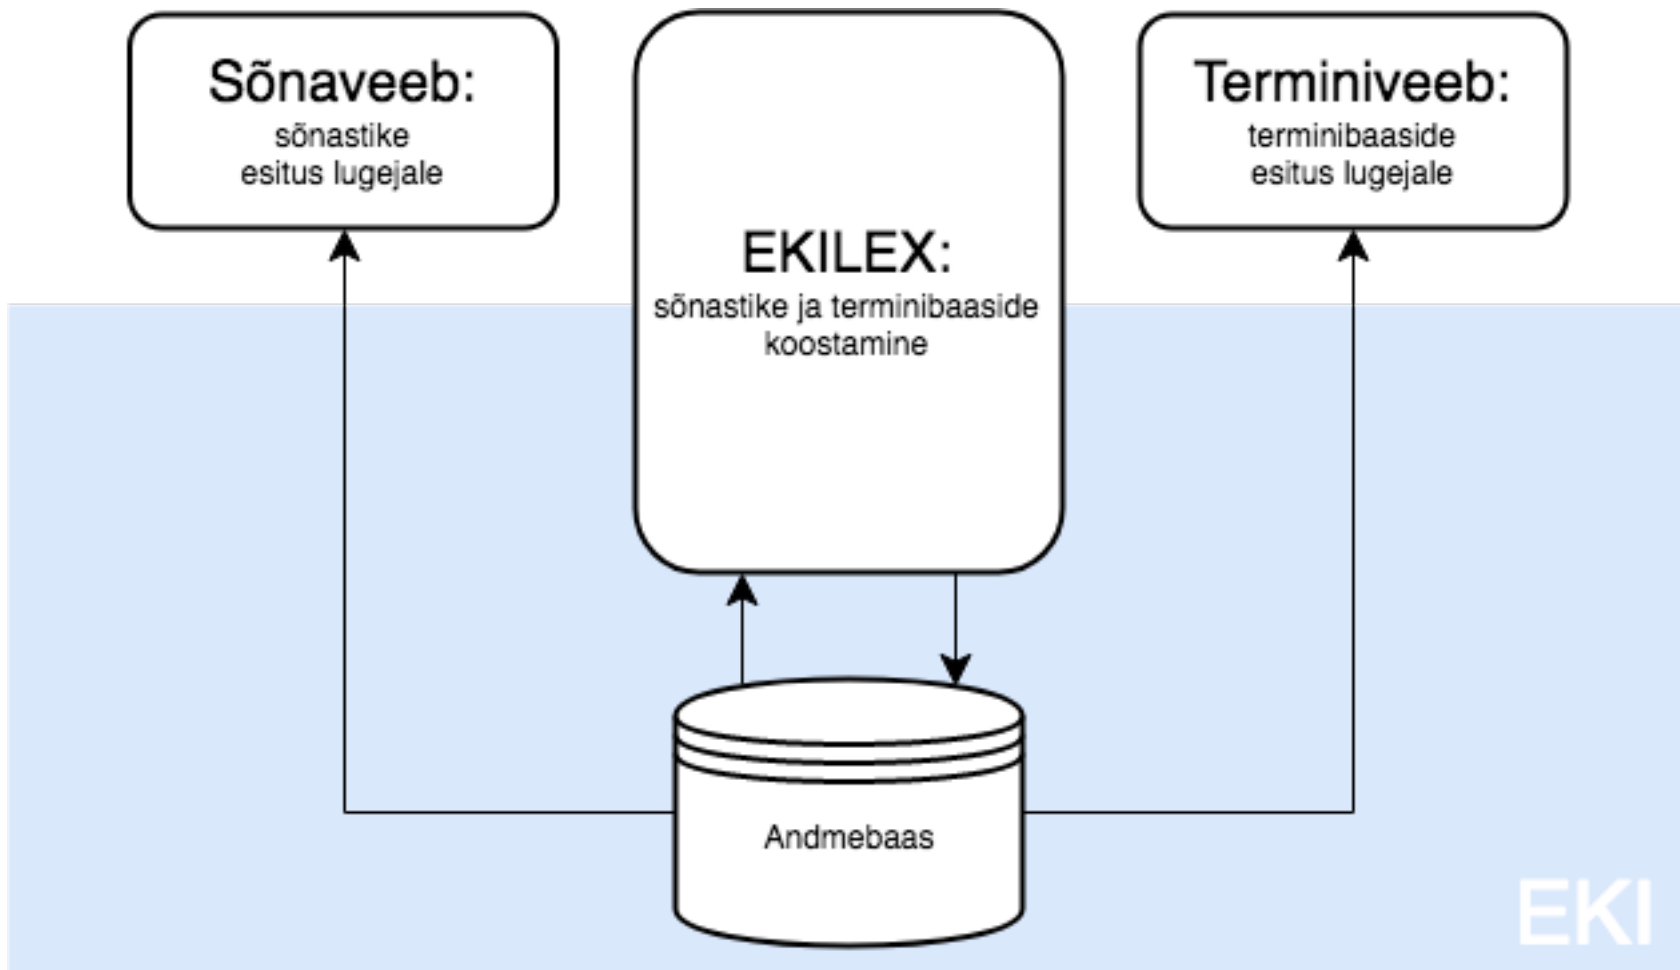 Sõnaveeb:
sõnastike
esitus lugejale
EKILEX:
sõnastike ja terminibaaside
koostamine
Terminiveeb:
terminibaaside
esitus lugejale
Andmebaas
EKI